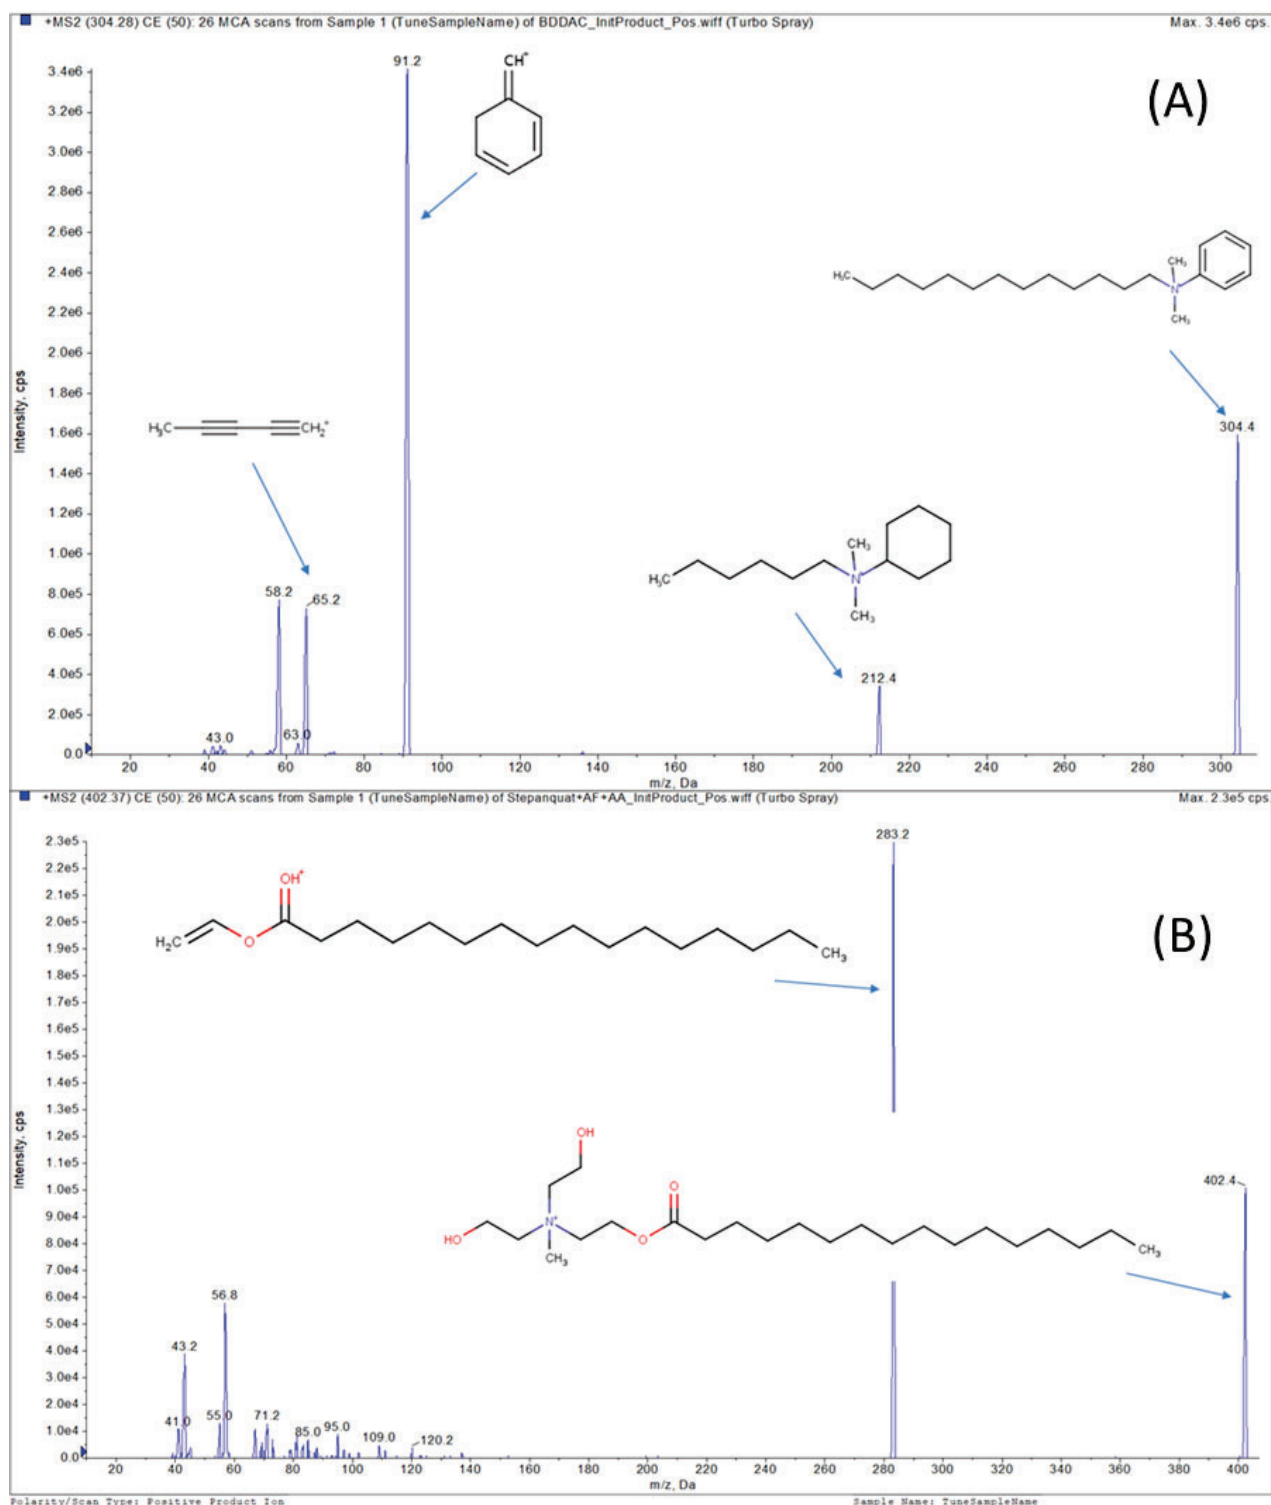 +MS2 (304.28) CE (50): 26 MCA scans from Sample 1 (TuneSampleName) of BDDAC_InitProduct_Pos.wiff (Turbo Spray) Max. 3.4e6 cps.
(A)
Intensity, cps
3.4e6
3.2e6
3.0e6
2.8e6
2.6e6
2.4e6
2.2e6
2.0e6
1.8e6
1.6e6
1.4e6
1.2e6
1.0e6
8.0e5
6.0e5
4.0e5
2.0e5
0.0
91.2
CH+
H3C CH3 N+ CH3
304.4
H3C CH2+
58.2
65.2
43.0
63.0
H3C CH3 N+ CH3
212.4
20 40 60 80 100 120 140 160 180 200 220 240 260 280 300
m/z, Da
+MS2 (402.37) CE (50): 26 MCA scans from Sample 1 (TuneSampleName) of Stepanquat+AF+AA_InitProduct_Pos.wiff (Turbo Spray) Max. 2.3e5 cps.
(B)
Intensity, cps
2.3e5
2.2e5
2.1e5
2.0e5
1.9e5
1.8e5
1.7e5
1.6e5
1.5e5
1.4e5
1.3e5
1.2e5
1.1e5
1.0e5
9.0e4
8.0e4
7.0e4
6.0e4
5.0e4
4.0e4
3.0e4
2.0e4
1.0e4
0.0
283.2
OH+
H2C O CH3
OH
HO N+ CH3 O O CH3
402.4
56.8
43.2
41.0
55.0
71.2
85.0
95.0
109.0
120.2
20 40 60 80 100 120 140 160 180 200 220 240 260 280 300 320 340 360 380 400
m/z, Da
Polarity/Scan Type: Positive Product Ion Sample Name: TuneSampleName